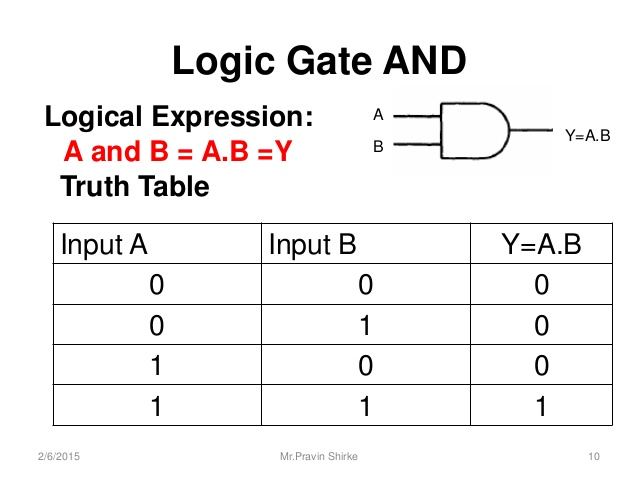 Logic Gate AND
Logical Expression:
A and B = A.B =Y
Truth Table
A
B
Y=A.B
Input A Input B Y=A.B
0 0 0
0 1 0
1 0 0
1 1 1
2/6/2015 Mr.Pravin Shirke 10